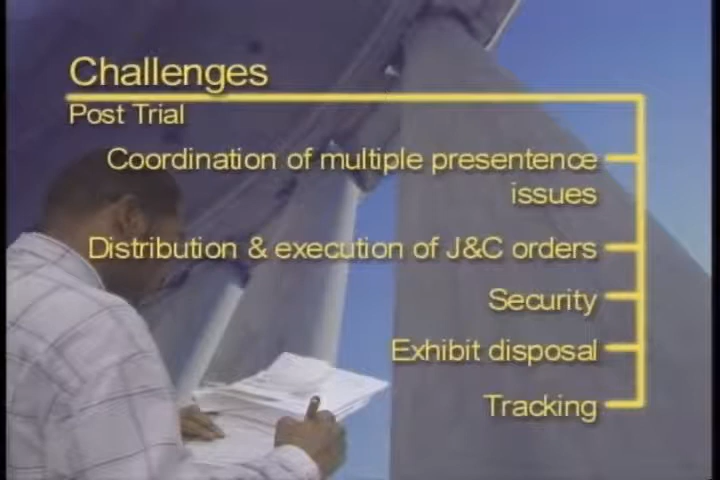 Challenges
Post Trial
Coordination of multiple presentence
issues
Distribution & execution of J&C orders
Security
Exhibit disposal
Tracking